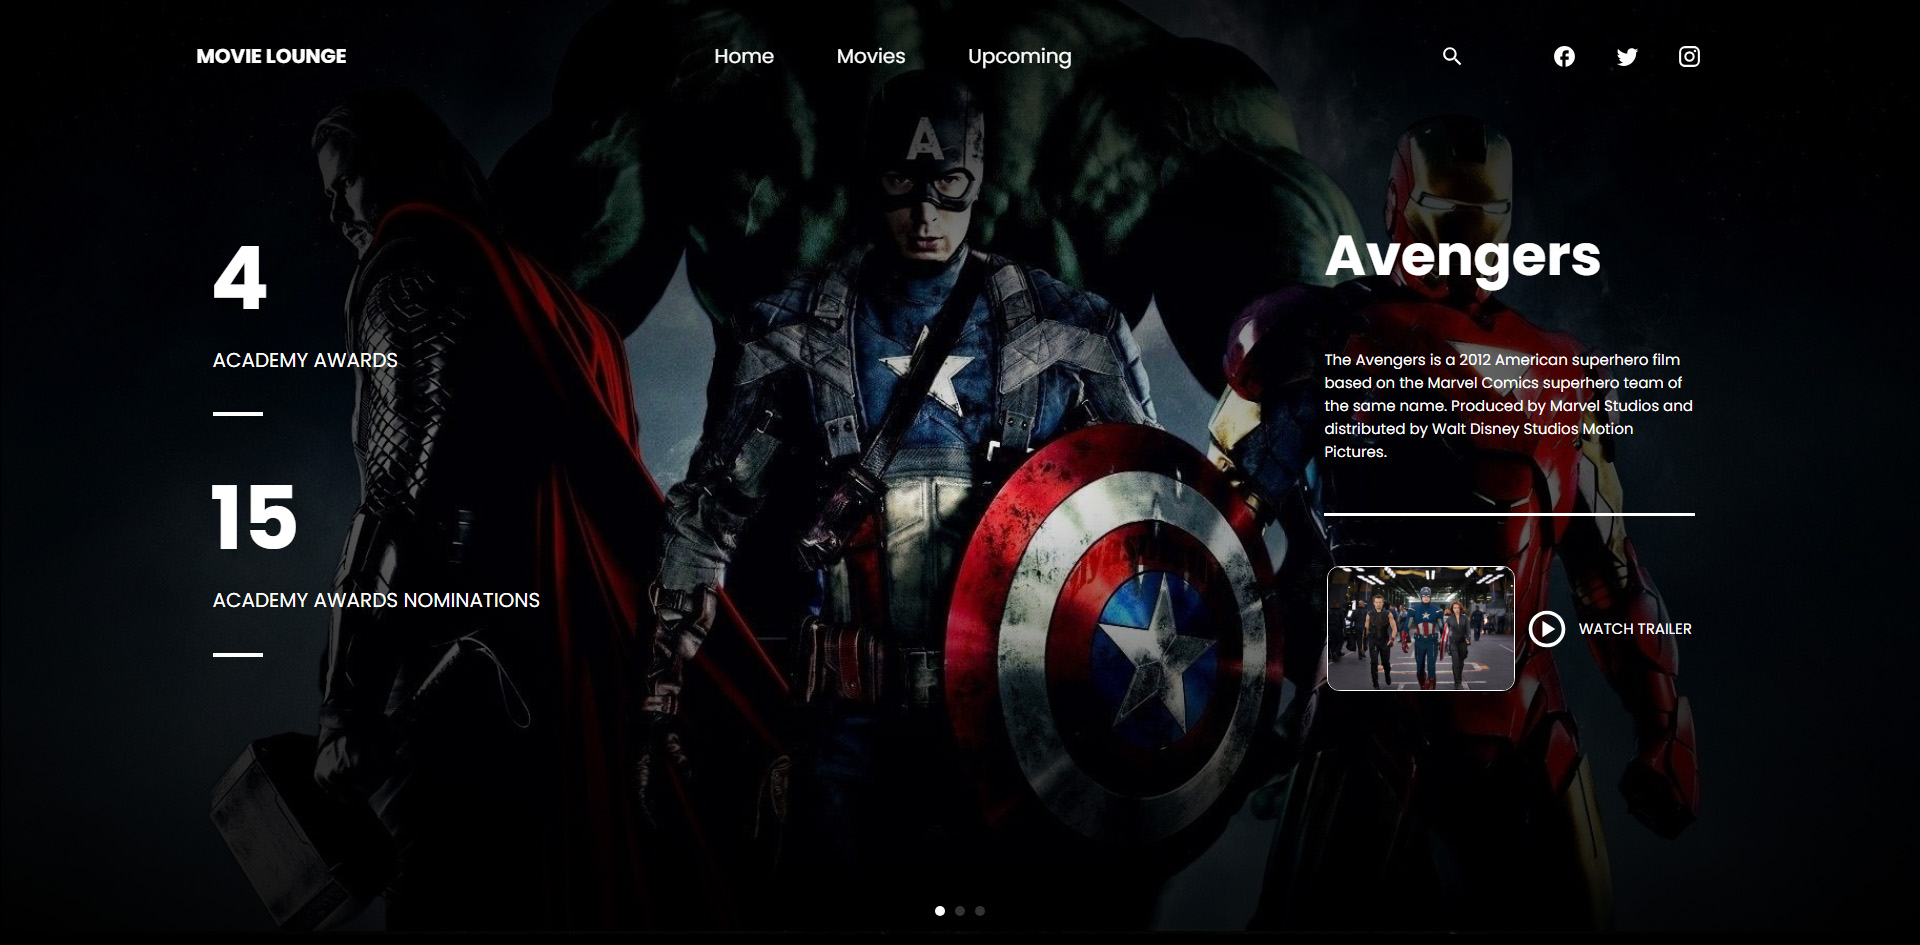 MOVIE LOUNGE
Home
Movies
Upcoming
A
4
ACADEMY AWARDS
15
ACADEMY AWARDS NOMINATIONS
Avengers
The Avengers is a 2012 American superhero film
based on the Marvel Comics superhero team of
the same name. Produced by Marvel Studios and
distributed by Walt Disney Studios Motion
Pictures.
WATCH TRAILER